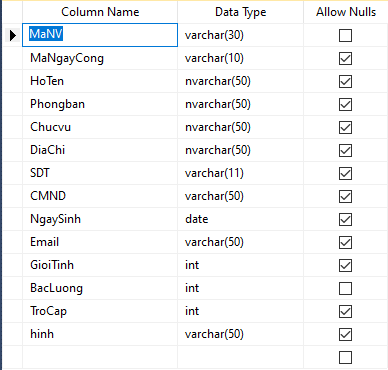 Column Name Data Type Allow Nulls
MaNV varchar(30)
MaNgayCong varchar(10)
HoTen nvarchar(50)
Phongban nvarchar(50)
Chucvu nvarchar(50)
DiaChi nvarchar(50)
SDT varchar(11)
CMND varchar(50)
NgaySinh date
Email varchar(50)
GioiTinh int
BacLuong int
TroCap int
hinh varchar(50)